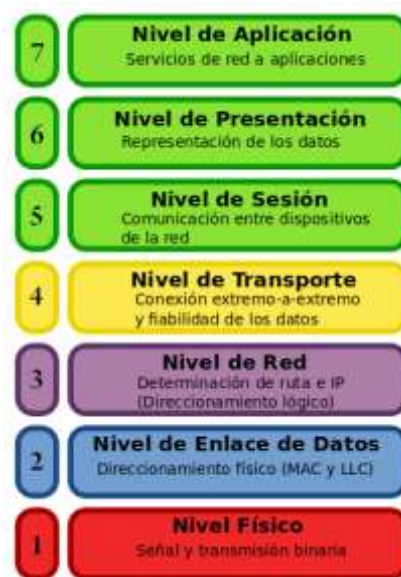 7
Nivel de Aplicación
Servicios de red a aplicaciones
6
Nivel de Presentación
Representación de los datos
5
Nivel de Sesión
Comunicación entre dispositivos
de la red
4
Nivel de Transporte
Conexión extremo-a-extremo
y fiabilidad de los datos
3
Nivel de Red
Determinación de ruta e IP
(Direccionamiento lógico)
2
Nivel de Enlace de Datos
Direccionamiento físico (MAC y LLC)
1
Nivel Físico
Señal y transmisión binaria